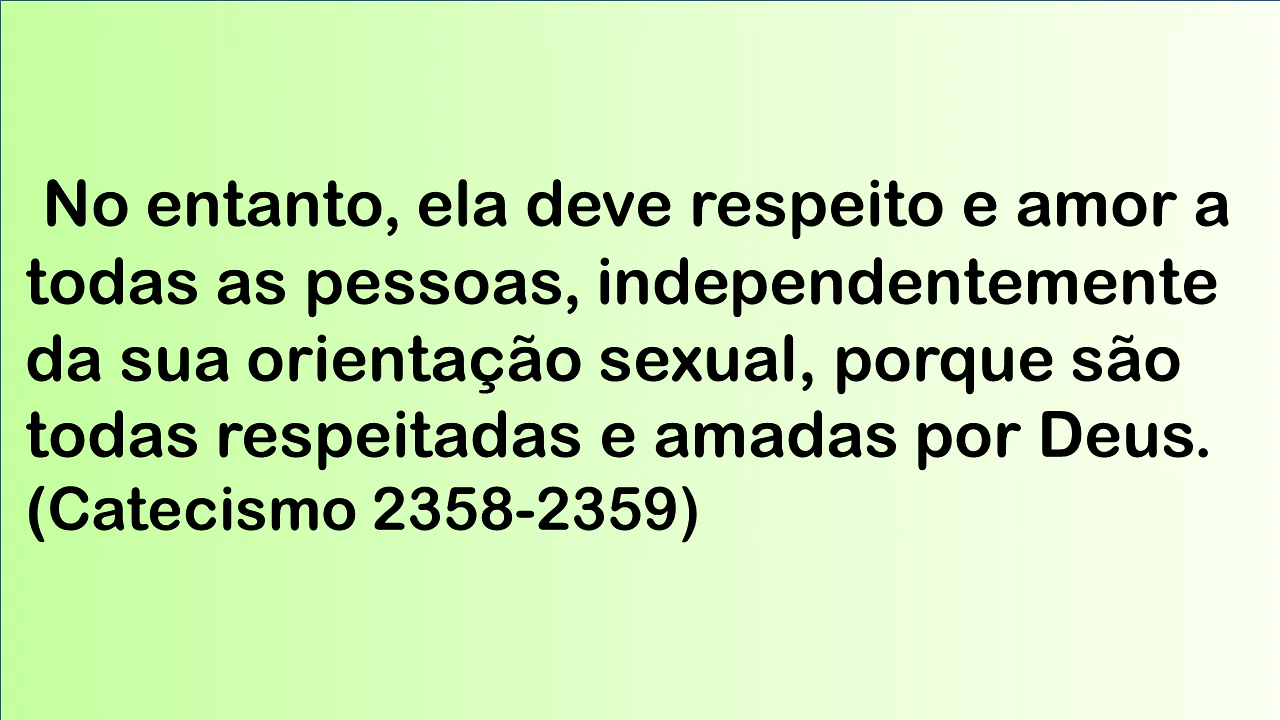 No entanto, ela deve respeito e amor a
todas as pessoas, independentemente
da sua orientação sexual, porque são
todas respeitadas e amadas por Deus.
(Catecismo 2358-2359)